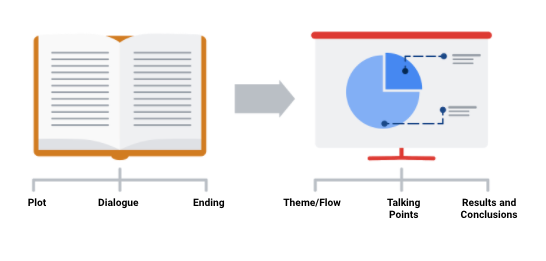 Plot
Dialogue
Ending
Theme/Flow
Talking
Points
Results and
Conclusions